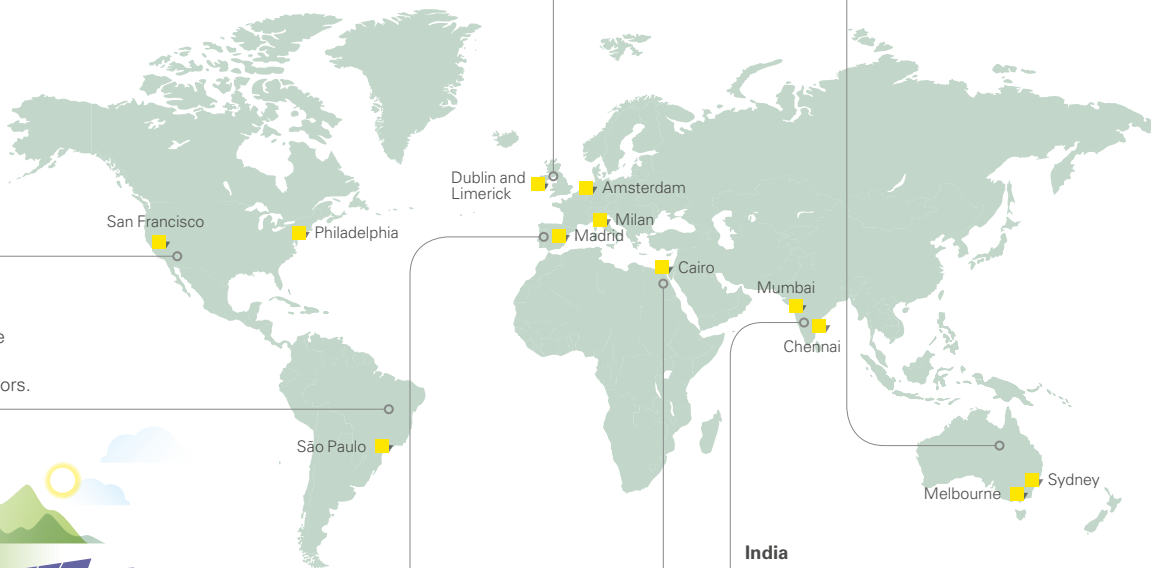 Dublin and
Limerick
Amsterdam
San Francisco
Milan
Philadelphia
Madrid
Cairo
Mumbai
Chennai
ors.
São Paulo
Sydney
Melbourne
India